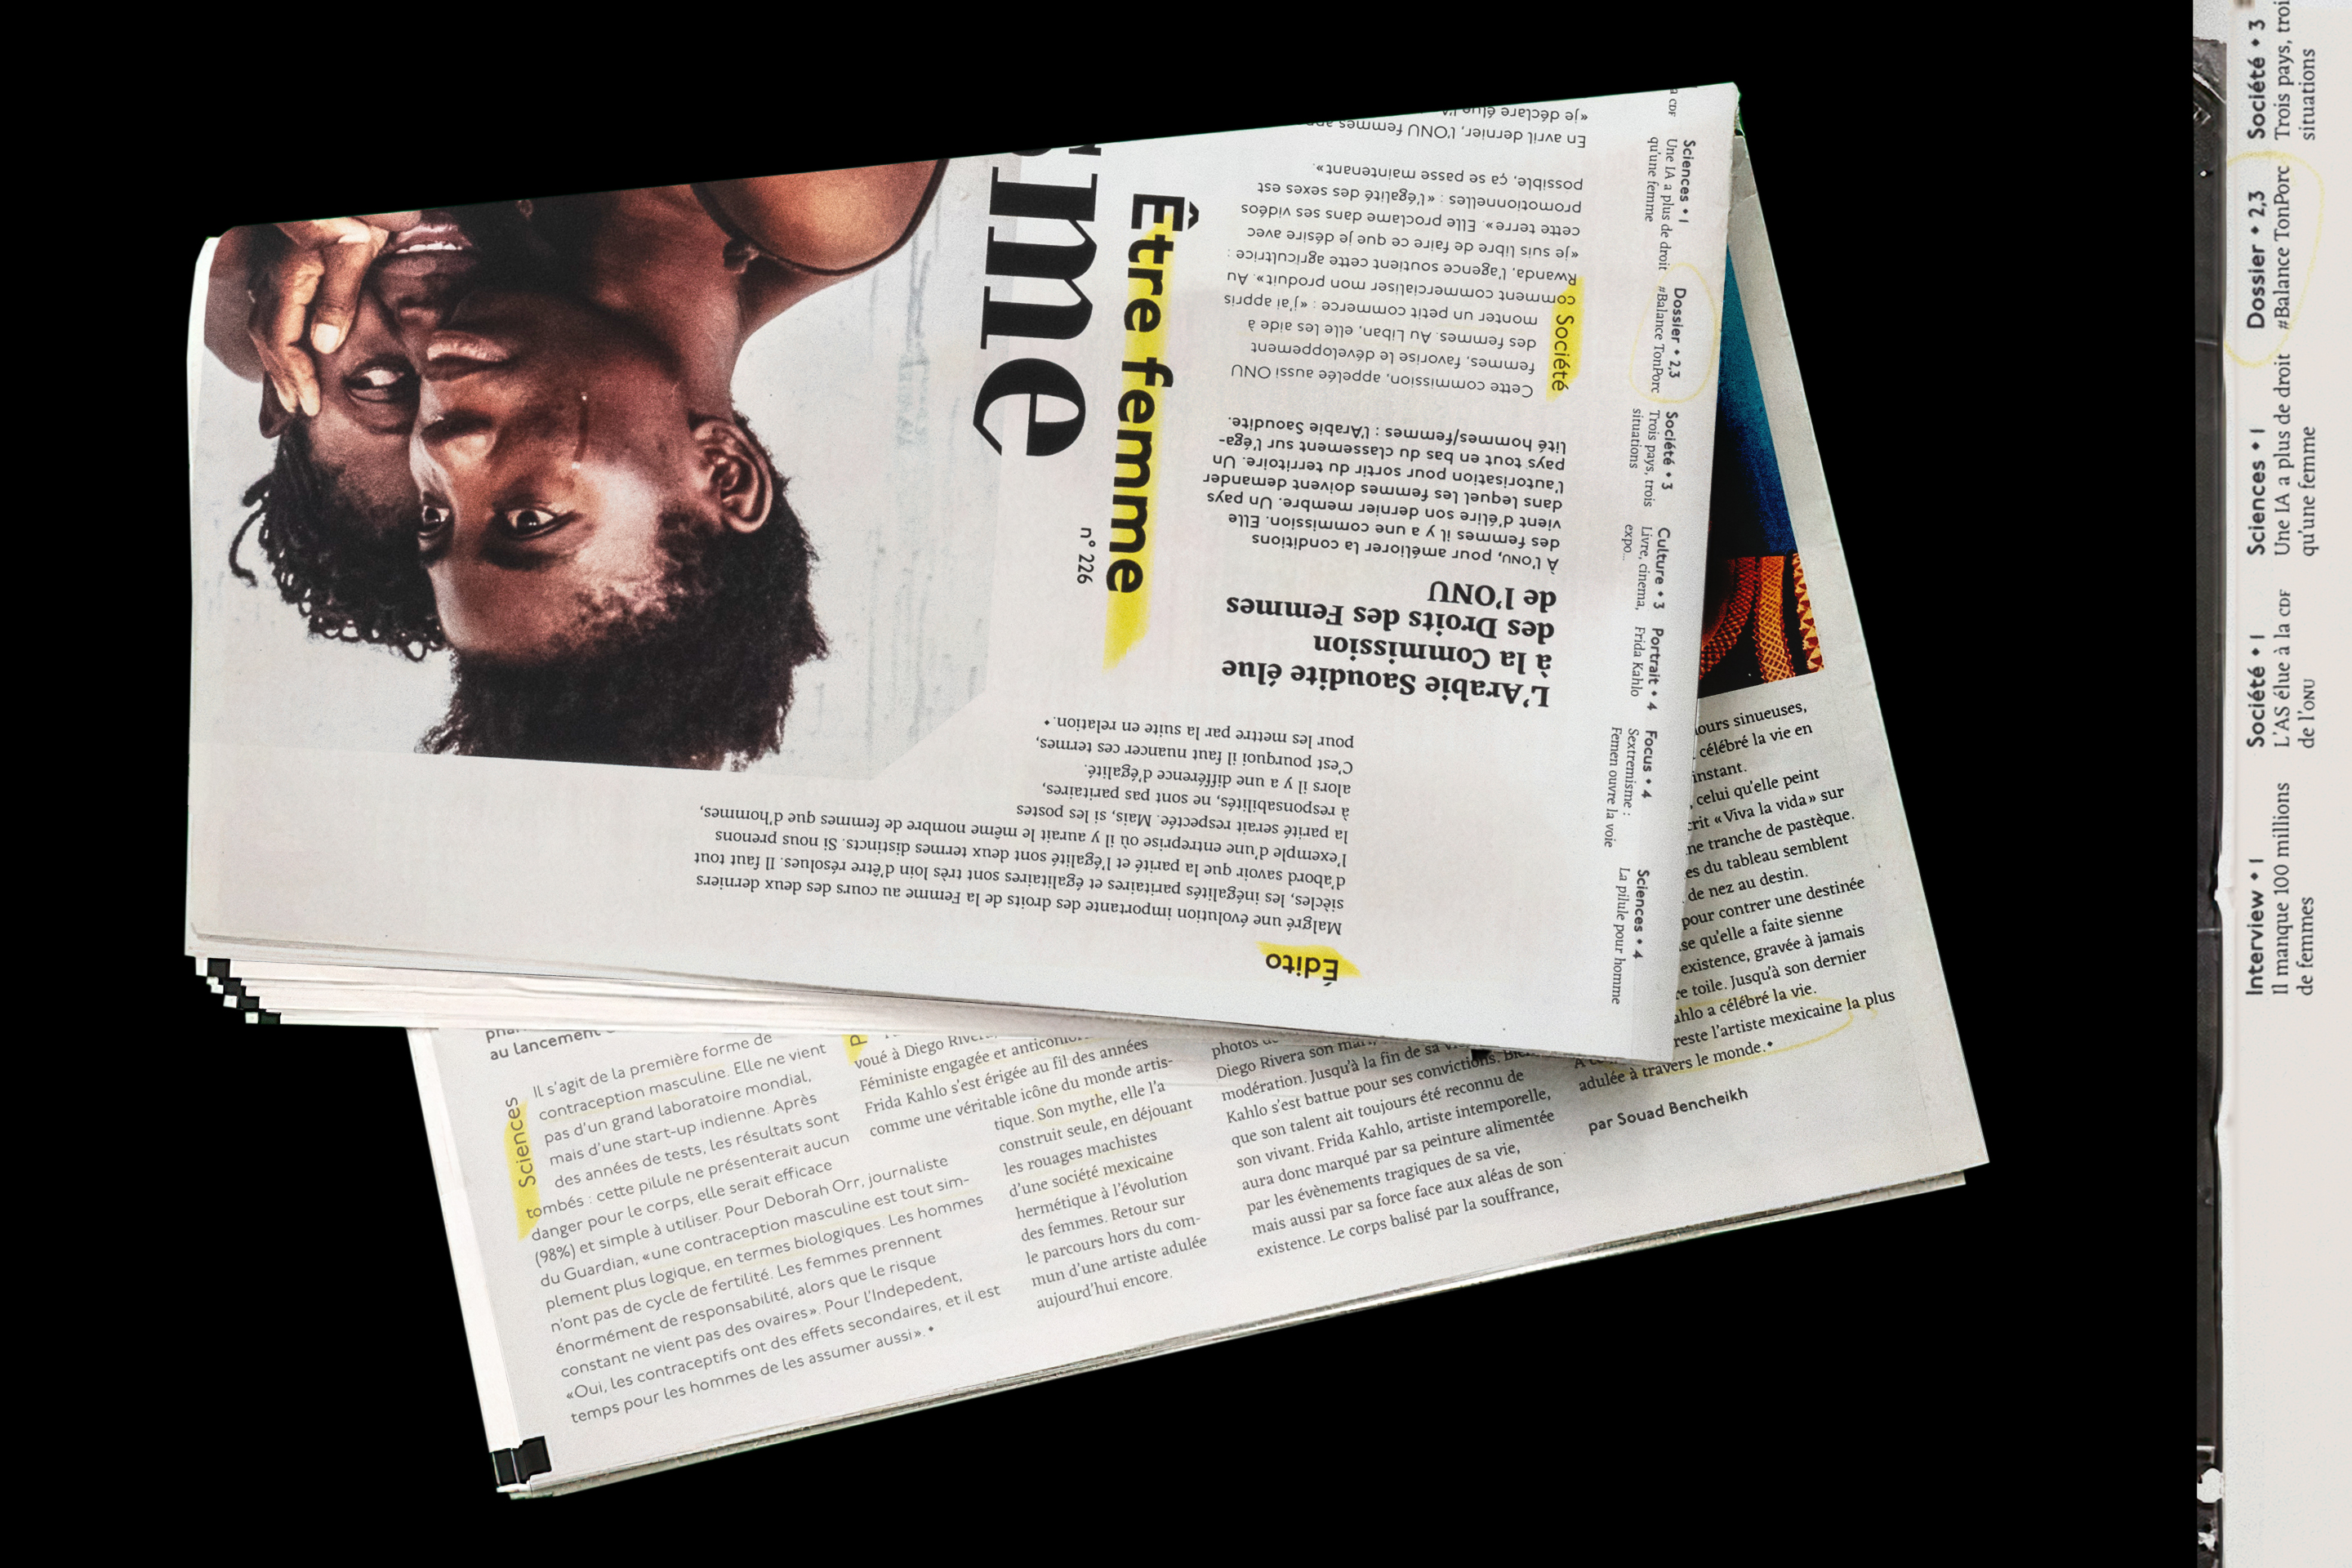 ème
Être femme
n° 226
Édito
Malgré une évolution importante des droits de la Femme au cours des deux derniers
siècles, les inégalités paritaires et égalitaires sont très loin d'être résolues. Il faut tout
d'abord savoir que la parité et l'égalité sont deux termes distincts. Si nous prenons
l'exemple d'une entreprise où il y aurait le même nombre de femmes que d'hommes,
la parité serait respectée. Mais, si les postes
à responsabilités, ne sont pas paritaires,
alors il y a une différence d'égalité.
C'est pourquoi il faut nuancer ces termes,
pour les mettre par la suite en relation. •
L'Arabie Saoudite élue
à la Commission
des Droits des Femmes
de l'ONU
À l'ONU, pour améliorer la conditions
des femmes il y a une commission. Elle
vient d'élire son dernier membre. Un pays
dans lequel les femmes doivent demander
l'autorisation pour sortir du territoire. Un
pays tout en bas du classement sur l'éga-
lité hommes/femmes : l'Arabie Saoudite.
Société
Cette commission, appelée aussi ONU
femmes, favorise le développement
des femmes. Au Liban, elle les aide à
monter un petit commerce : «j'ai appris
comment commercialiser mon produit». Au
Rwanda, l'agence soutient cette agricultrice :
«je suis libre de faire ce que je désire avec
cette terre». Elle proclame dans ses vidéos
promotionnelles : «l'égalité des sexes est
possible, ça se passe maintenant».
En avril dernier, l'ONU femmes
«je déclare élue
CDF
Sciences • 1
Une IA a plus de droit
qu'une femme
Dossier • 2,3
#Balance TonPorc
Société • 3
Trois pays, trois
situations
Culture • 3
Livre, cinema,
expo...
Portrait • 4
Frida Kahlo
Focus • 4
Sextremisme :
Femen ouvre la voie
Sciences • 4
La pilule pour homme
au lancement
Sciences
Il s'agit de la première forme de
contraception masculine. Elle ne vient
pas d'un grand laboratoire mondial,
mais d'une start-up indienne. Après
des années de tests, les résultats sont
tombés : cette pilule ne présenterait aucun
danger pour le corps, elle serait efficace
(98%) et simple à utiliser. Pour Deborah Orr, journaliste
du Guardian, «une contraception masculine est tout sim-
plement plus logique, en termes biologiques. Les hommes
n'ont pas de cycle de fertilité. Les femmes prennent
énormément de responsabilité, alors que le risque
constant ne vient pas des ovaires». Pour l'Indepedent,
«Oui, les contraceptifs ont des effets secondaires, et il est
temps pour les hommes de les assumer aussi». •
P
voué à Diego
Féministe engagée et
Frida Kahlo s'est érigée au fil des années
comme une véritable icône du monde artis-
tique. Son mythe, elle l'a
construit seule, en déjouant
les rouages machistes
d'une société mexicaine
hermétique à l'évolution
des femmes. Retour sur
le parcours hors du com-
mun d'une artiste adulée
aujourd'hui encore.
photos
Diego Rivera son
modération. Jusqu'à la fin de sa
Kahlo s'est battue pour ses convictions.
que son talent ait toujours été reconnu de
son vivant. Frida Kahlo, artiste intemporelle,
aura donc marqué par sa peinture alimentée
par les évènements tragiques de sa vie,
mais aussi par sa force face aux aléas de son
existence. Le corps balisé par la souffrance,
sinueuses,
célébré la vie en
instant.
celui qu'elle peint
«Viva la vida» sur
tranche de pastèque.
du tableau semblent
de nez au destin.
pour contrer une destinée
qu'elle a faite sienne
existence, gravée à jamais
toile. Jusqu'à son dernier
a célébré la vie.
reste l'artiste mexicaine la plus
adulée à travers le monde. •
par Souad Bencheikh
Interview • 1
Il manque 100 millions
de femmes
Société • 1
L'AS élue à la CDF
de l'ONU
Sciences • 1
Une IA a plus de droit
qu'une femme
Dossier • 2,3
#Balance TonPorc
Société • 3
Trois pays, troi
situations